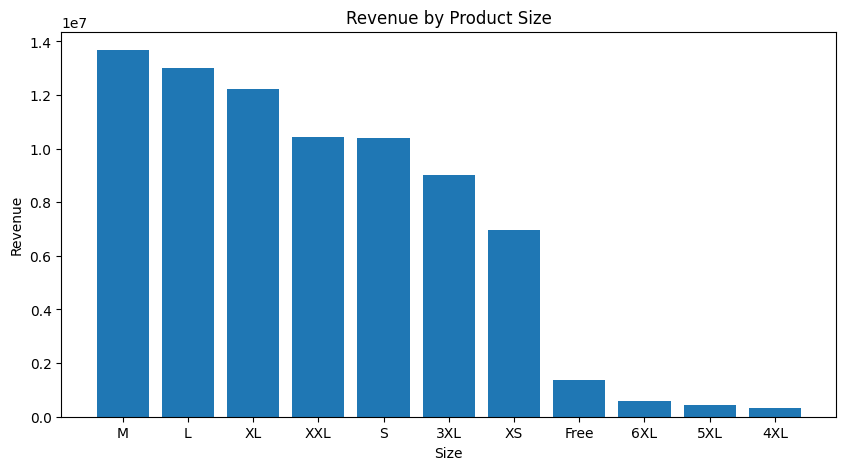 Revenue by Product Size
1e7
1.4
1.2
1.0
0.8
0.6
0.4
0.2
0.0
Revenue
M L XL XXL S 3XL XS Free 6XL 5XL 4XL
Size